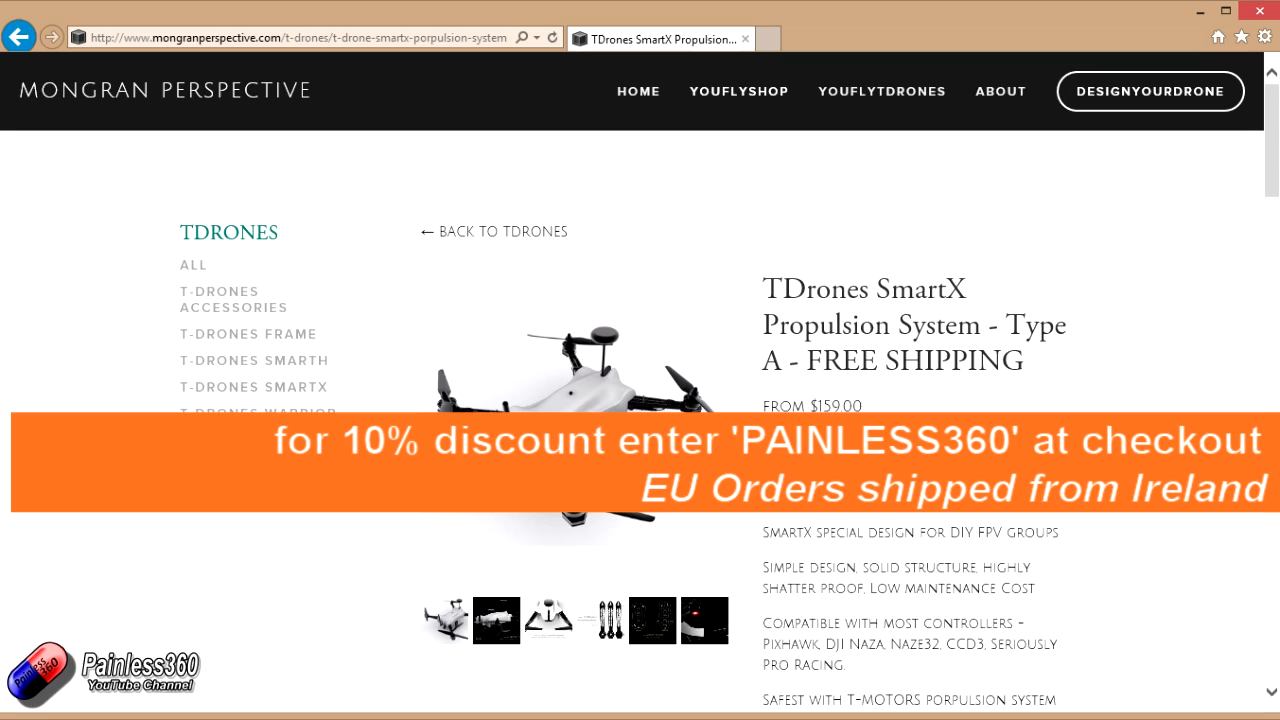 http://www.mongranperspective.com/t-drones/t-drone-smartx-porpulsion-system
TDrones SmartX Propulsion...
MONGRAN PERSPECTIVE
HOME
YOUFLYSHOP
YOUFLYTDRONES
ABOUT
DESIGNYOURDRONE
TDRONES
ALL
T-DRONES
ACCESSORIES
T-DRONES FRAME
T-DRONES SMARTH
T-DRONES SMARTX
T-DRONES WARRIOR
← BACK TO TDRONES
TDrones SmartX
Propulsion System - Type
A - FREE SHIPPING
FROM $159.00
for 10% discount enter 'PAINLESS360' at checkout
EU Orders shipped from Ireland
SmartX special design for DIY FPV groups
Simple design, solid structure, highly
shatter proof, Low maintenance Cost
Compatible with most controllers -
Pixhawk, DJI Naza, Naze32, CCD3, Seriously
Pro Racing.
Safest with T-MOTORS porpulsion system
Painless
360
Painless360
YouTube Channel